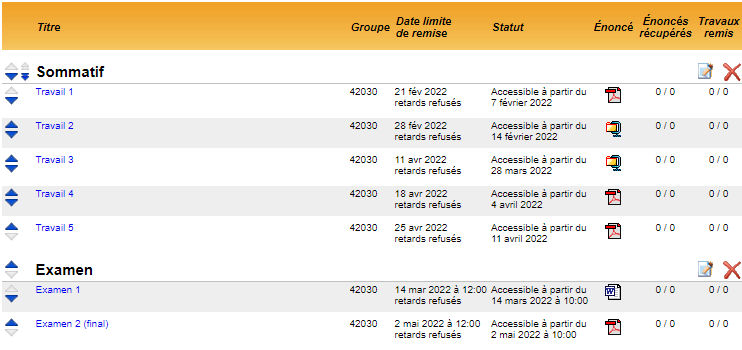 Titre Groupe Date limite de remise Statut Énoncé Énoncés récupérés Travaux remis
Sommatif
Travail 1 42030 21 fév 2022 Accessible à partir du 0 / 0 0 / 0
retards refusés 7 février 2022
Travail 2 42030 28 fév 2022 Accessible à partir du 0 / 0 0 / 0
retards refusés 14 février 2022
Travail 3 42030 11 avr 2022 Accessible à partir du 0 / 0 0 / 0
retards refusés 28 mars 2022
Travail 4 42030 18 avr 2022 Accessible à partir du 0 / 0 0 / 0
retards refusés 4 avril 2022
Travail 5 42030 25 avr 2022 Accessible à partir du 0 / 0 0 / 0
retards refusés 11 avril 2022
Examen
Examen 1 42030 14 mar 2022 à 12:00 Accessible à partir du 0 / 0 0 / 0
retards refusés 14 mars 2022 à 10:00
Examen 2 (final) 42030 2 mai 2022 à 12:00 Accessible à partir du 0 / 0 0 / 0
retards refusés 2 mai 2022 à 10:00